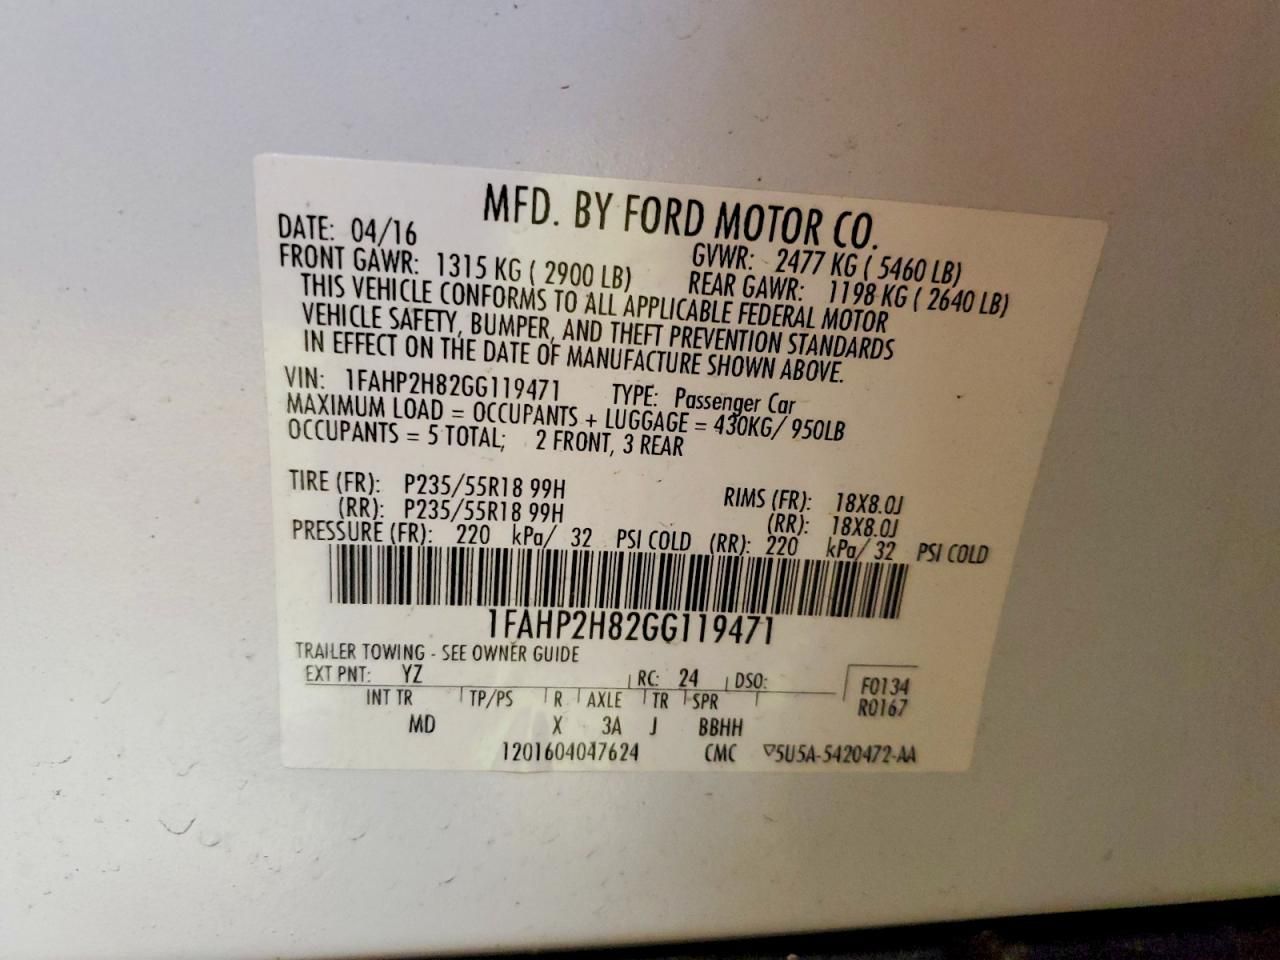 MFD. BY FORD MOTOR CO.
DATE: 04/16 GVWR: 2477 KG ( 5460 LB)
FRONT GAWR: 1315 KG ( 2900 LB) REAR GAWR: 1198 KG ( 2640 LB)
THIS VEHICLE CONFORMS TO ALL APPLICABLE FEDERAL MOTOR
VEHICLE SAFETY, BUMPER, AND THEFT PREVENTION STANDARDS
IN EFFECT ON THE DATE OF MANUFACTURE SHOWN ABOVE.
VIN: 1FAHP2H82GG119471 TYPE: Passenger Car
MAXIMUM LOAD = OCCUPANTS + LUGGAGE = 430KG/ 950LB
OCCUPANTS = 5 TOTAL; 2 FRONT, 3 REAR
TIRE (FR): P235/55R18 99H RIMS (FR): 18X8.0J
(RR): P235/55R18 99H (RR): 18X8.0J
PRESSURE (FR): 220 kPa/ 32 PSI COLD (RR): 220 kPa/ 32 PSI COLD
1FAHP2H82GG119471
TRAILER TOWING - SEE OWNER GUIDE
EXT PNT: YZ RC: 24 DSO: F0134
INT TR TP/PS R AXLE TR SPR R0167
MD X 3A J BBHH
1201604047624 CMC ▽5U5A-5420472-AA